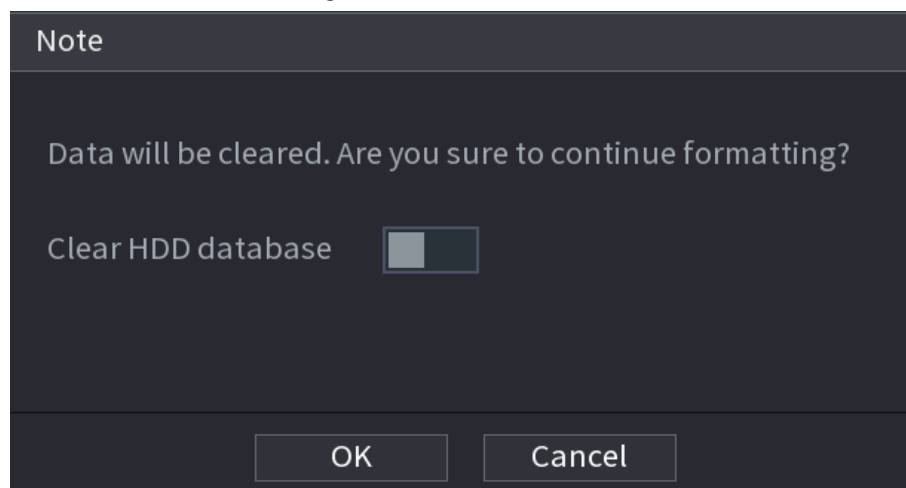 Note
Data will be cleared. Are you sure to continue formatting?
Clear HDD database
OK
Cancel